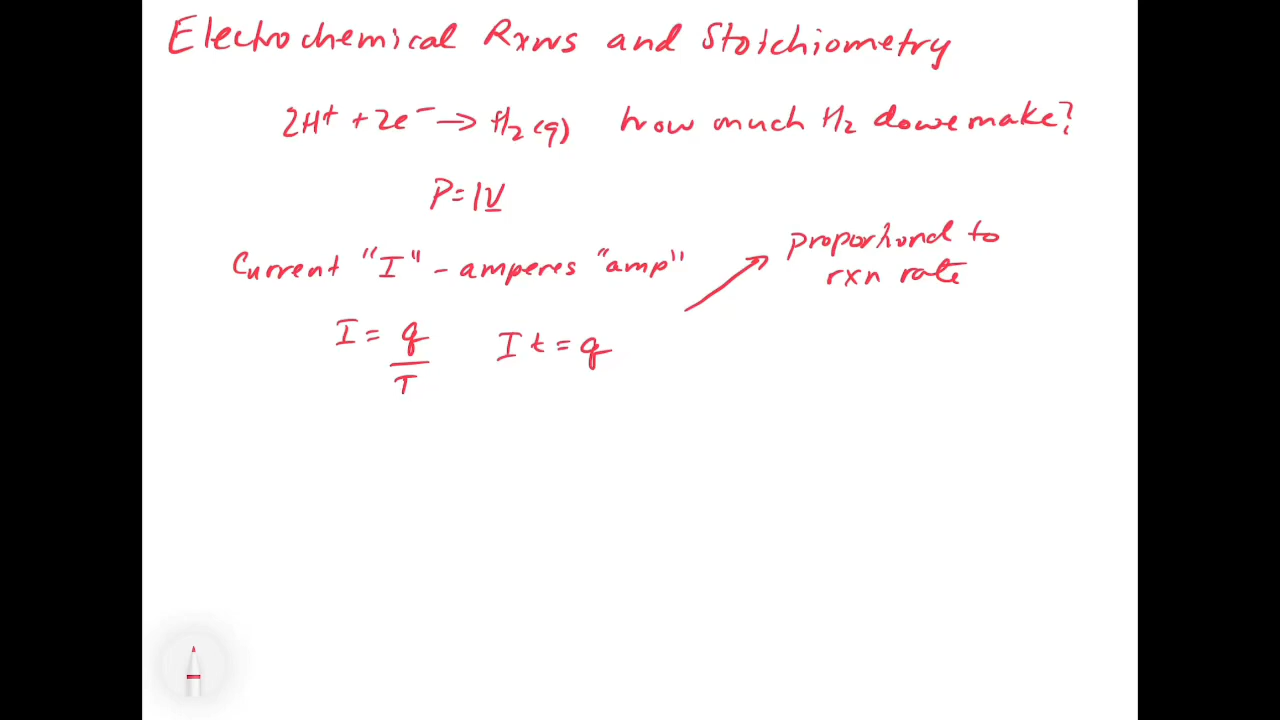 Electrochemical Rxns and Stoichiometry
2H⁺ + 2e⁻ → H₂(g) how much H₂ do we make?
P = IV
Current "I" - amperes "amp"
proportional to
rxn rate
I = q/T It = q